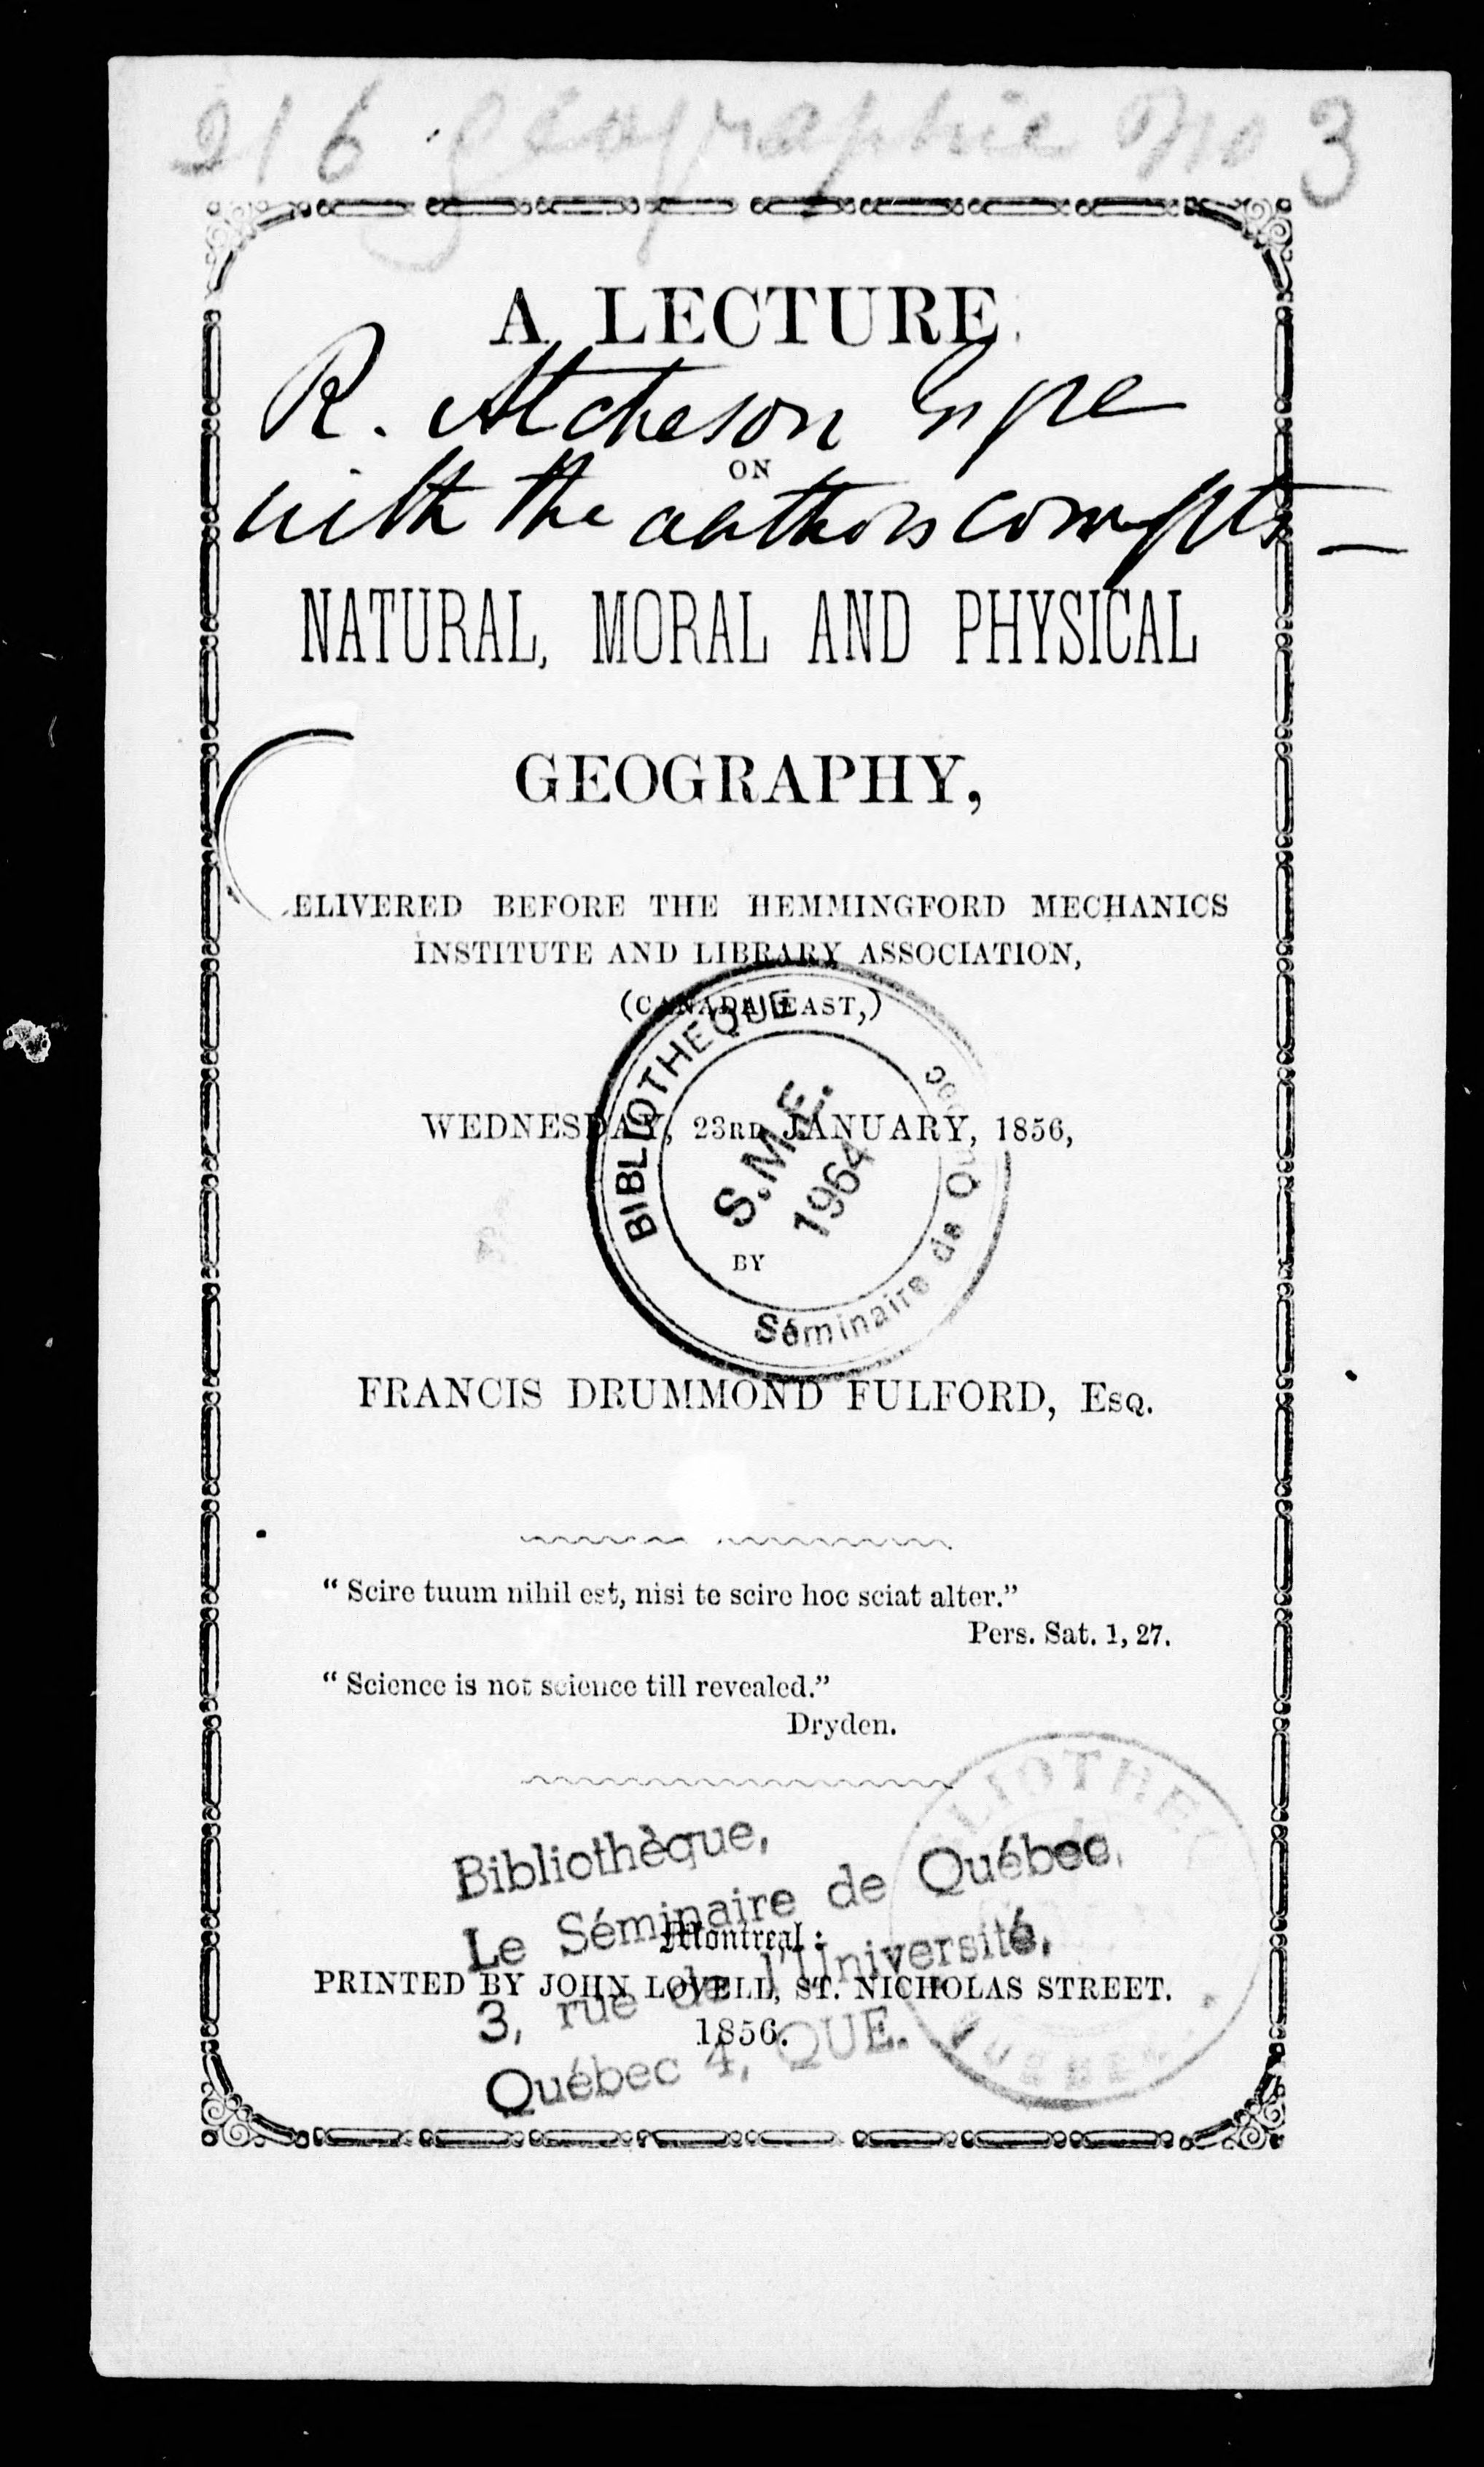 216 Géographie No 3
A LECTURE
R. Atcheson Esqre
ON
with the authors compts
NATURAL, MORAL AND PHYSICAL
GEOGRAPHY,
ELIVERED BEFORE THE HEMMINGFORD MECHANICS
INSTITUTE AND LIBRARY ASSOCIATION,
(CANADA EAST,)
WEDNESDAY, 23RD JANUARY, 1856,
BIBLIOTHEQUE
S.M.E.
1964
Séminaire de Québec
BY
FRANCIS DRUMMOND FULFORD, ESQ.
“ Scire tuum nihil est, nisi te scire hoc sciat alter.”
Pers. Sat. 1, 27.
“ Science is not science till revealed.”
Dryden.
Bibliothèque,
Le Séminaire de Québec,
3, rue de l'Université,
Québec 4, QUE.
Montreal :
PRINTED BY JOHN LOVELL, ST. NICHOLAS STREET.
1856.